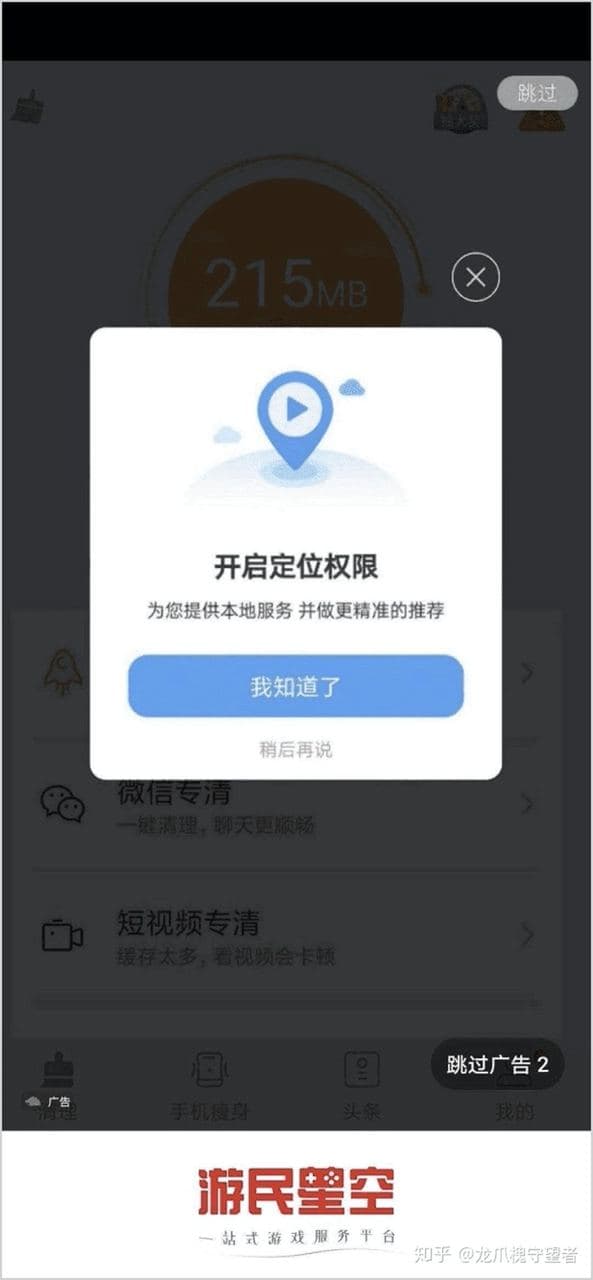 跳过
215MB
开启定位权限
为您提供本地服务 并做更精准的推荐
我知道了
稍后再说
微信专清
一键清理，聊天更顺畅
短视频专清
缓存太多，看视频会卡顿
跳过广告 2
广告
清理
手机瘦身
头条
我的
游民星空
一站式游戏服务平台
知乎 @龙爪槐守望者